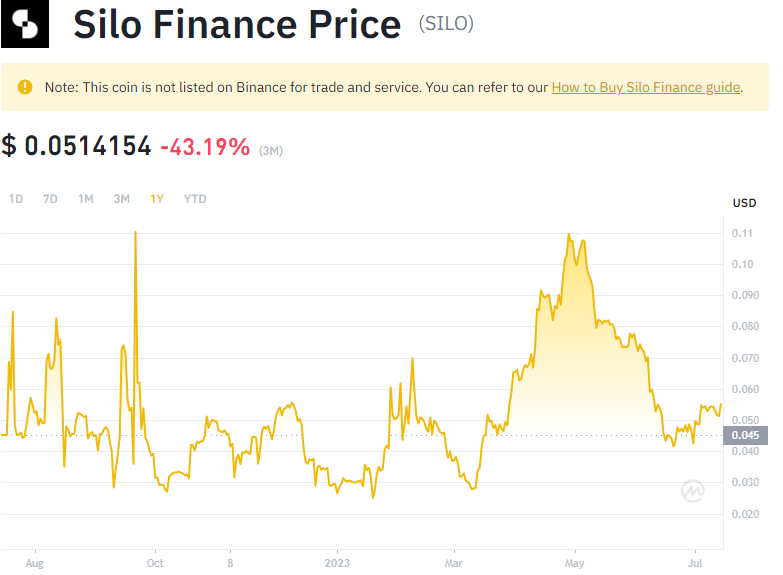 Silo Finance Price (SILO)
Note: This coin is not listed on Binance for trade and service. You can refer to our How to Buy Silo Finance guide.
$ 0.0514154 -43.19% (3M)
1D 7D 1M 3M 1Y YTD
USD
0.11
0.10
0.090
0.080
0.070
0.060
0.050
0.045
0.040
0.030
0.020
Aug Oct 8 2023 Mar May Jul